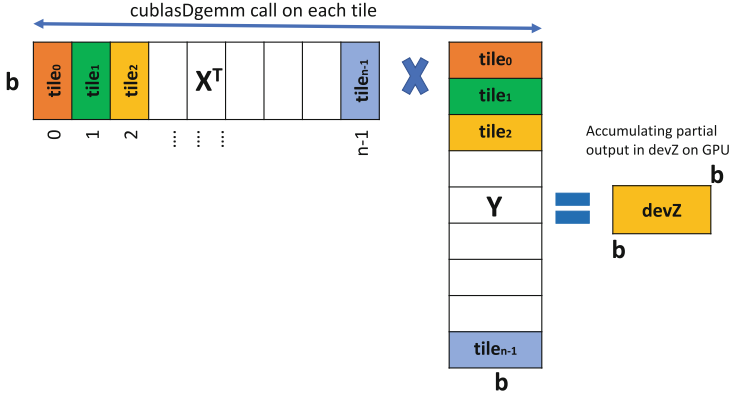 cublasDgemm call on each tile
b
tile₀
tile₁
tile₂
Xᵀ
tileₙ₋₁
0
1
2
....
....
....
n-1
tile₀
tile₁
tile₂
Y
tileₙ₋₁
b
Accumulating partial
output in devZ on GPU
b
devZ
b